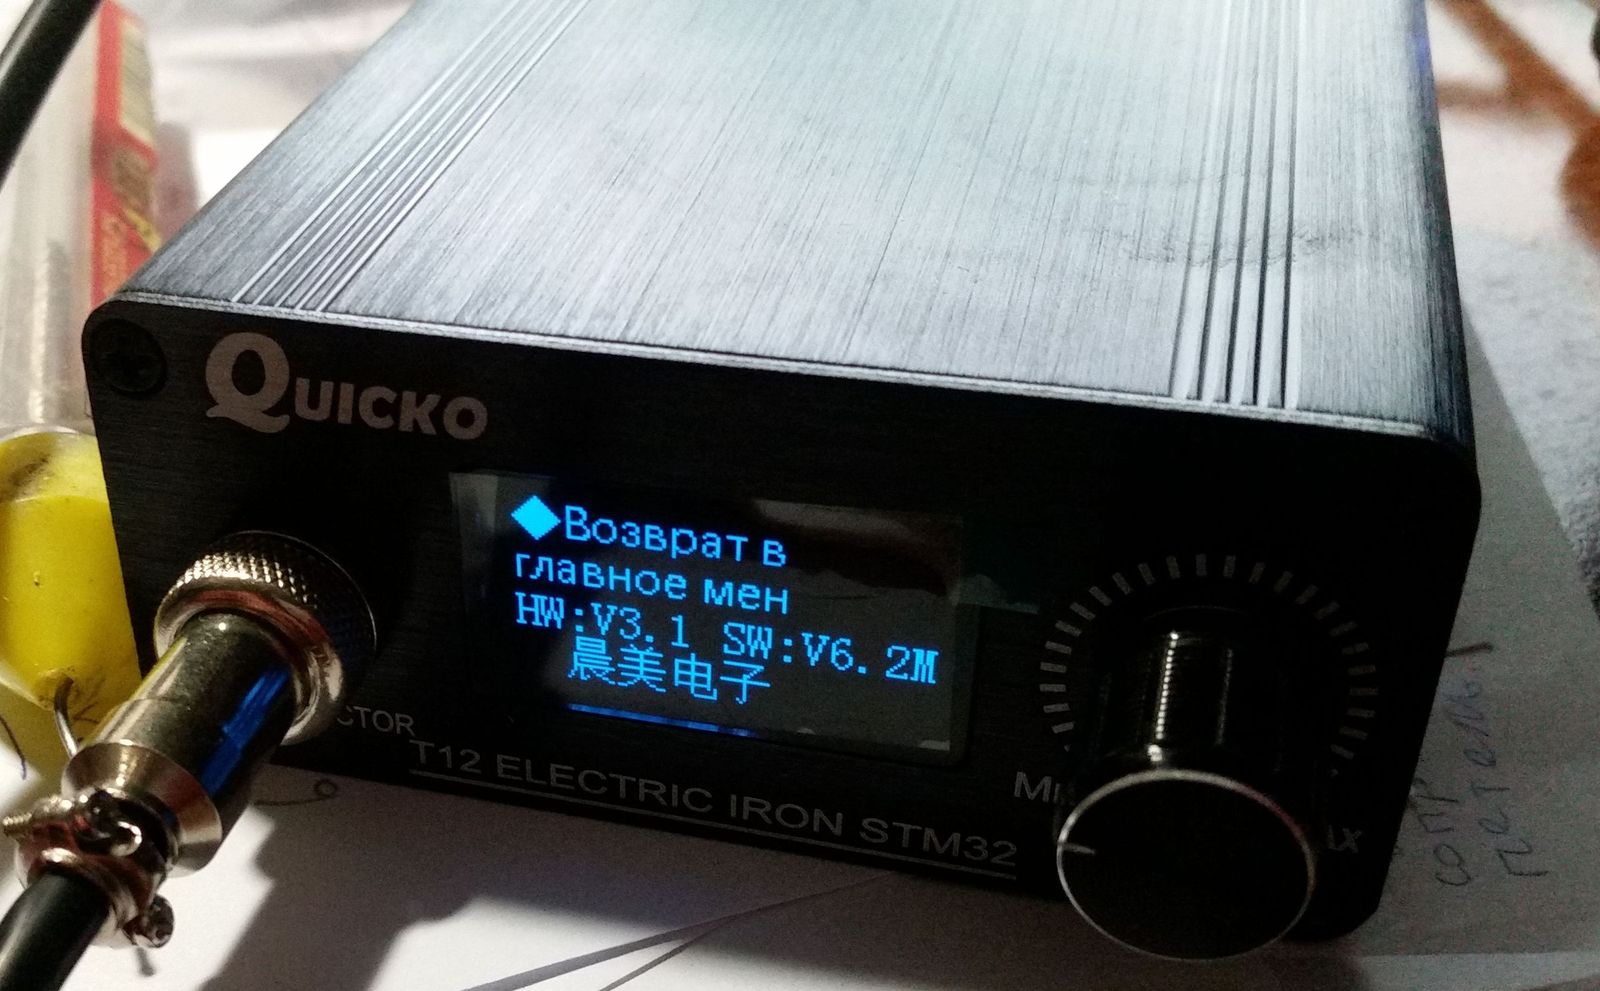 QUICKO
◆Возврат в
главное мен
HW:V3.1 SW:V6.2M
晨美电子
T12 ELECTRIC IRON STM32